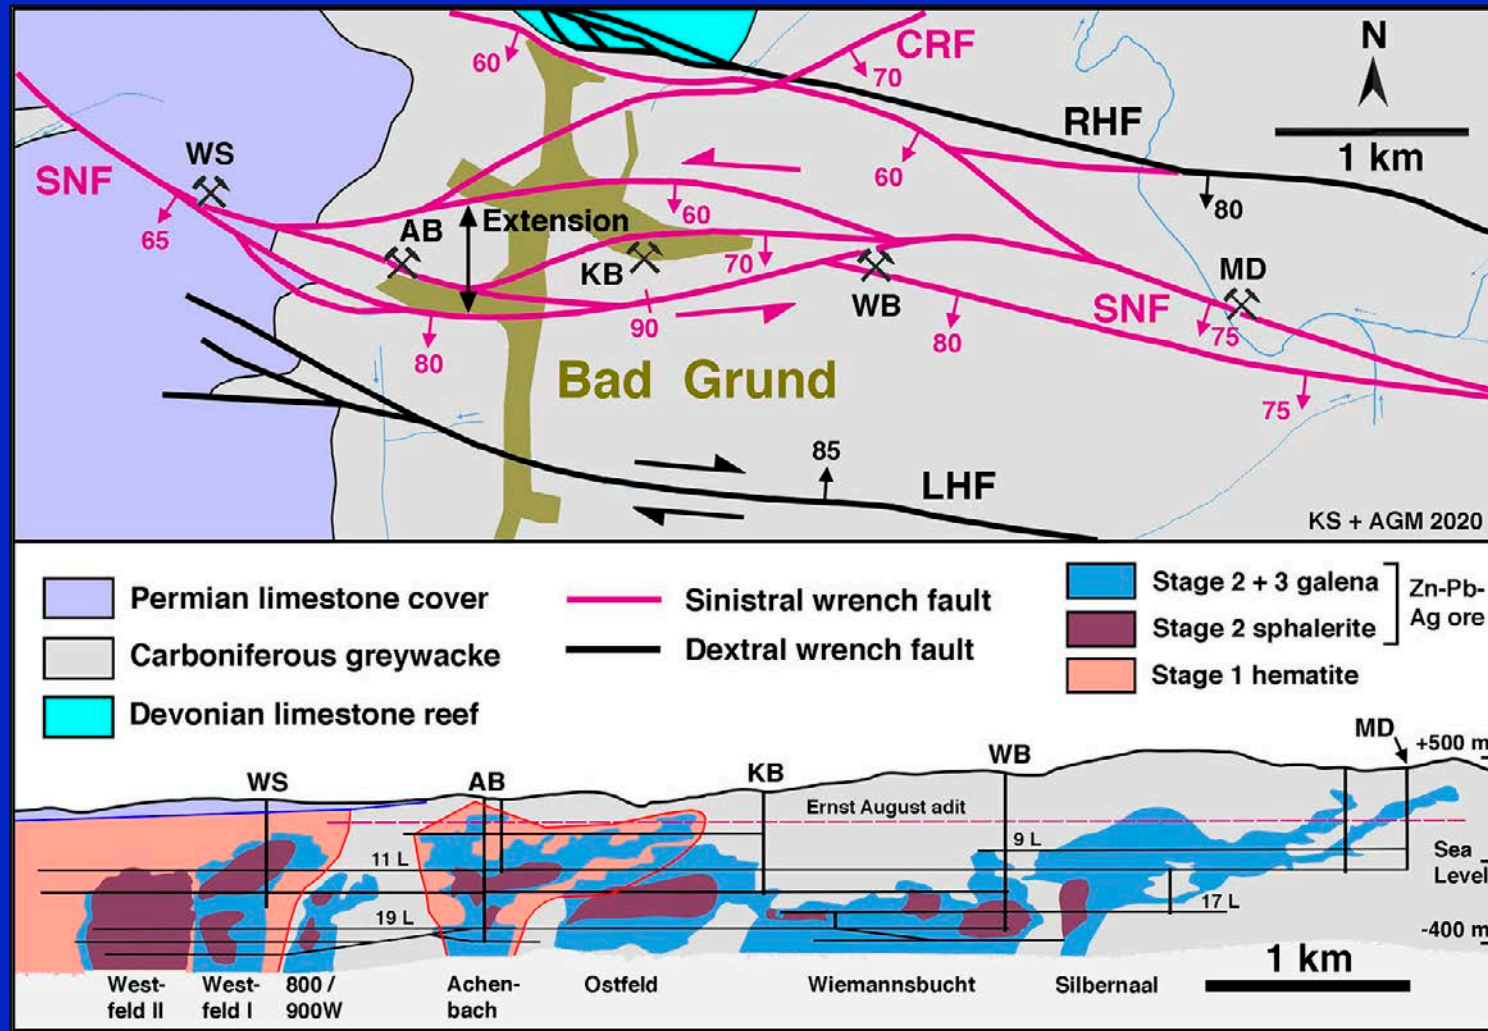 N
1 km
CRF
60
70
RHF
WS
SNF
65
60
80
AB
Extension
60
KB
70
WB
MD
SNF
75
90
80
80
75
Bad Grund
85
LHF
KS + AGM 2020
Permian limestone cover
Carboniferous greywacke
Devonian limestone reef
Sinistral wrench fault
Dextral wrench fault
Stage 2 + 3 galena
Stage 2 sphalerite
Zn-Pb-
Ag ore
Stage 1 hematite
WS
AB
KB
WB
MD
+500 m
Ernst August adit
11 L
9 L
Sea
Level
19 L
17 L
-400 m
West-
feld II
West-
feld I
800 /
900W
Achen-
bach
Ostfeld
Wiemannsbucht
Silbernaal
1 km